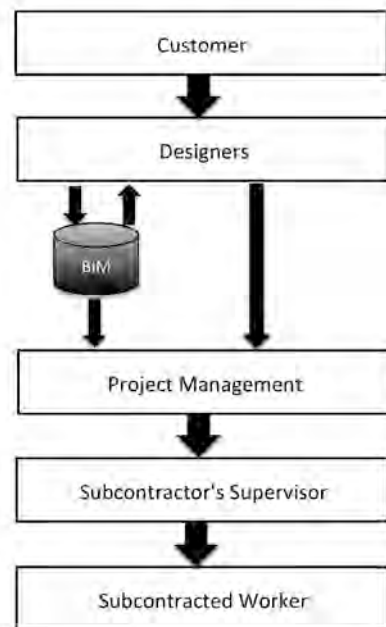 Customer
Designers
BIM
Project Management
Subcontractor's Supervisor
Subcontracted Worker